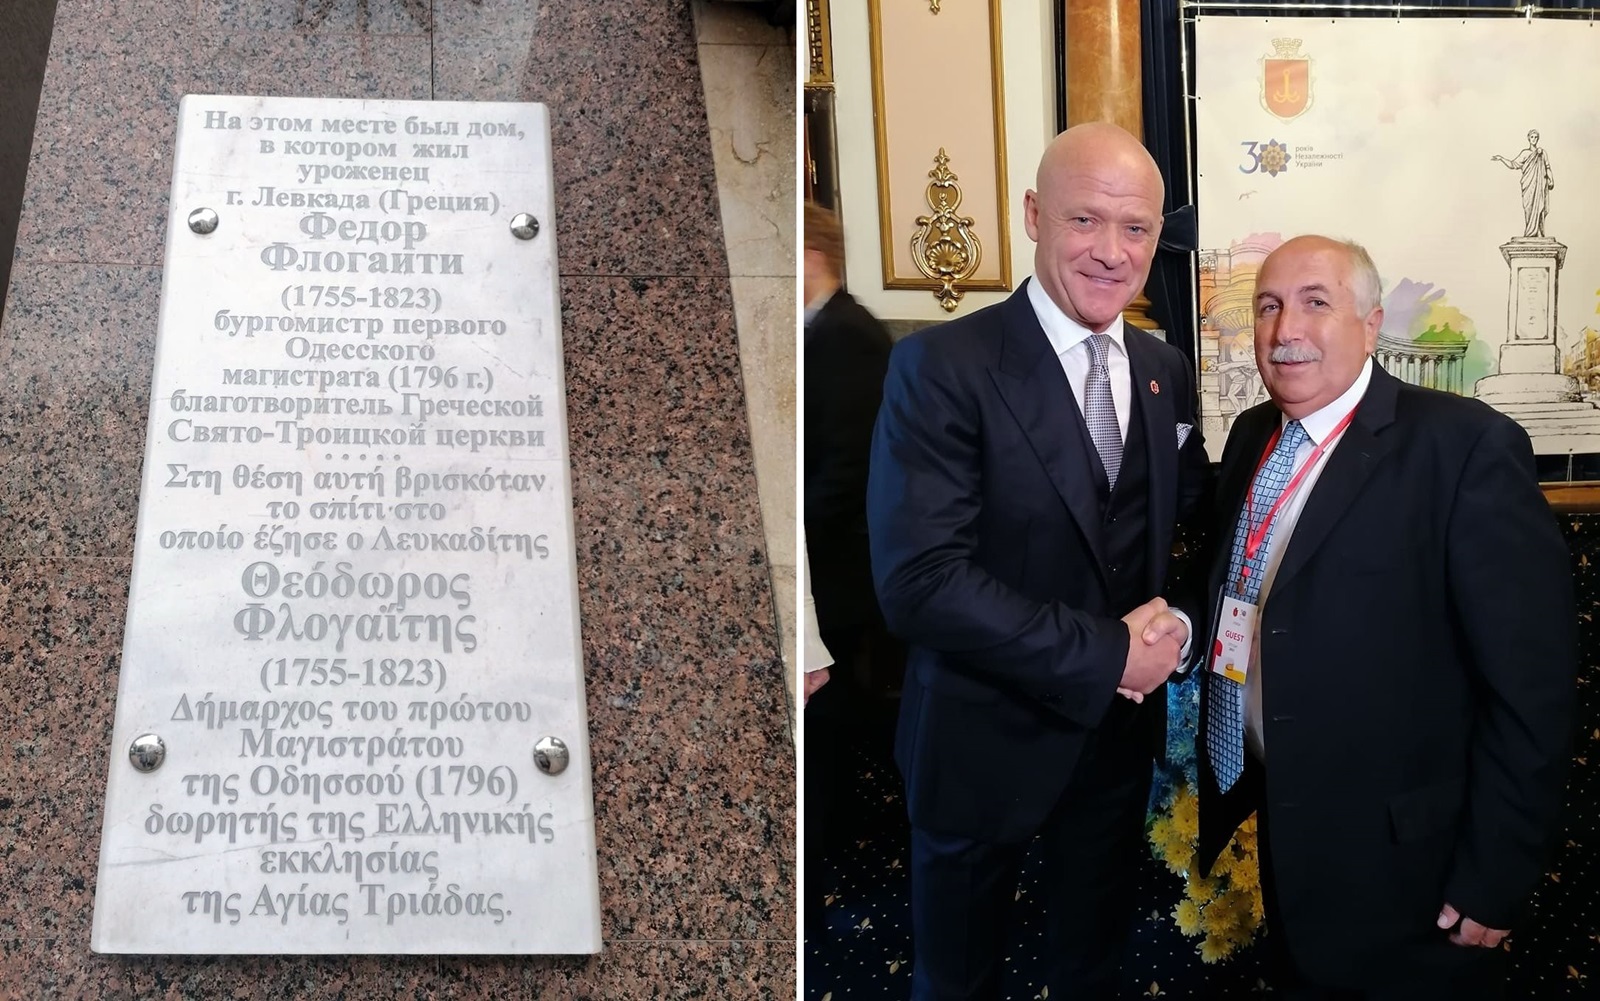 На этом месте был дом,
в котором жил
уроженец
г. Левкада (Греция)
Федор
Флогаити
(1755-1823)
бургомистр первого
Одесского
магистрата (1796 г.)
благотворитель Греческой
Свято-Троицкой церкви
• • • • •
Στη θέση αυτή βρισκόταν
το σπίτι στο
οποίο έζησε ο Λευκαδίτης
Θεόδωρος
Φλογαΐτης
(1755-1823)
Δήμαρχος του πρώτου
Μαγιστράτου
της Οδησσού (1796)
δωρητής της Ελληνικής
εκκλησίας
της Αγίας Τριάδας.
30
років
Незалежності
України
GUEST